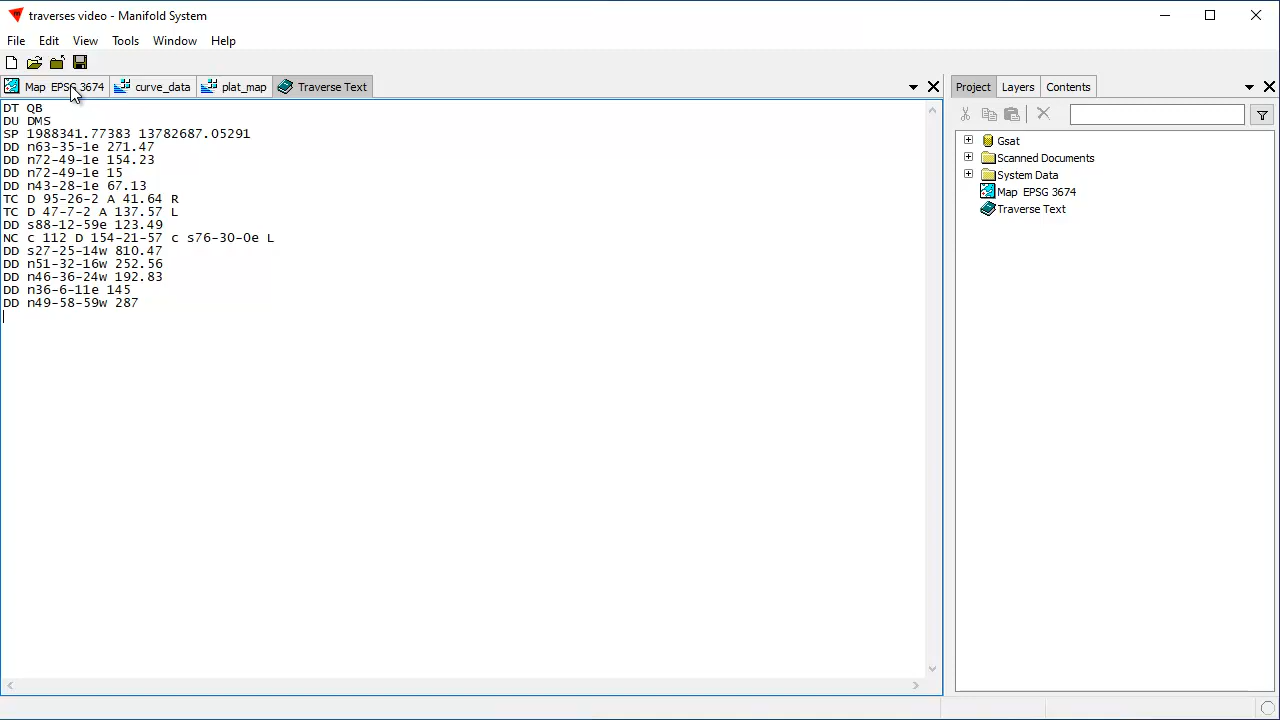 traverses video - Manifold System
File Edit View Tools Window Help
Map EPSG 3674 curve_data plat_map Traverse Text
Project Layers Contents
DT QB
DU DMS
SP 1988341.77383 13782687.05291
DD n63-35-1e 271.47
DD n72-49-1e 154.23
DD n72-49-1e 15
DD n43-28-1e 67.13
TC D 95-26-2 A 41.64 R
TC D 47-7-2 A 137.57 L
DD s88-12-59e 123.49
NC c 112 D 154-21-57 c s76-30-0e L
DD s27-25-14w 810.47
DD n51-32-16w 252.56
DD n46-36-24w 192.83
DD n36-6-11e 145
DD n49-58-59w 287
Gsat
Scanned Documents
System Data
Map EPSG 3674
Traverse Text